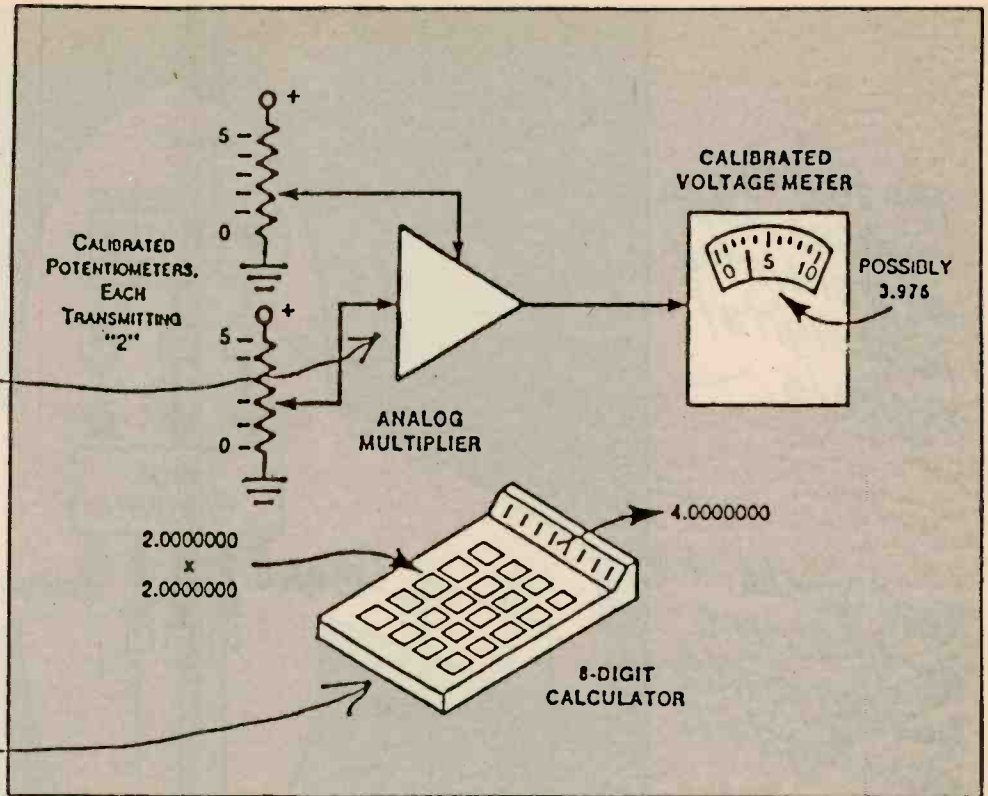 +
5
0
CALIBRATED
POTENTIOMETERS,
EACH
TRANSMITTING
"2"
+
5
0
ANALOG
MULTIPLIER
CALIBRATED
VOLTAGE METER
0 5 10
POSSIBLY
3.976
2.0000000
x
2.0000000
4.0000000
8-DIGIT
CALCULATOR